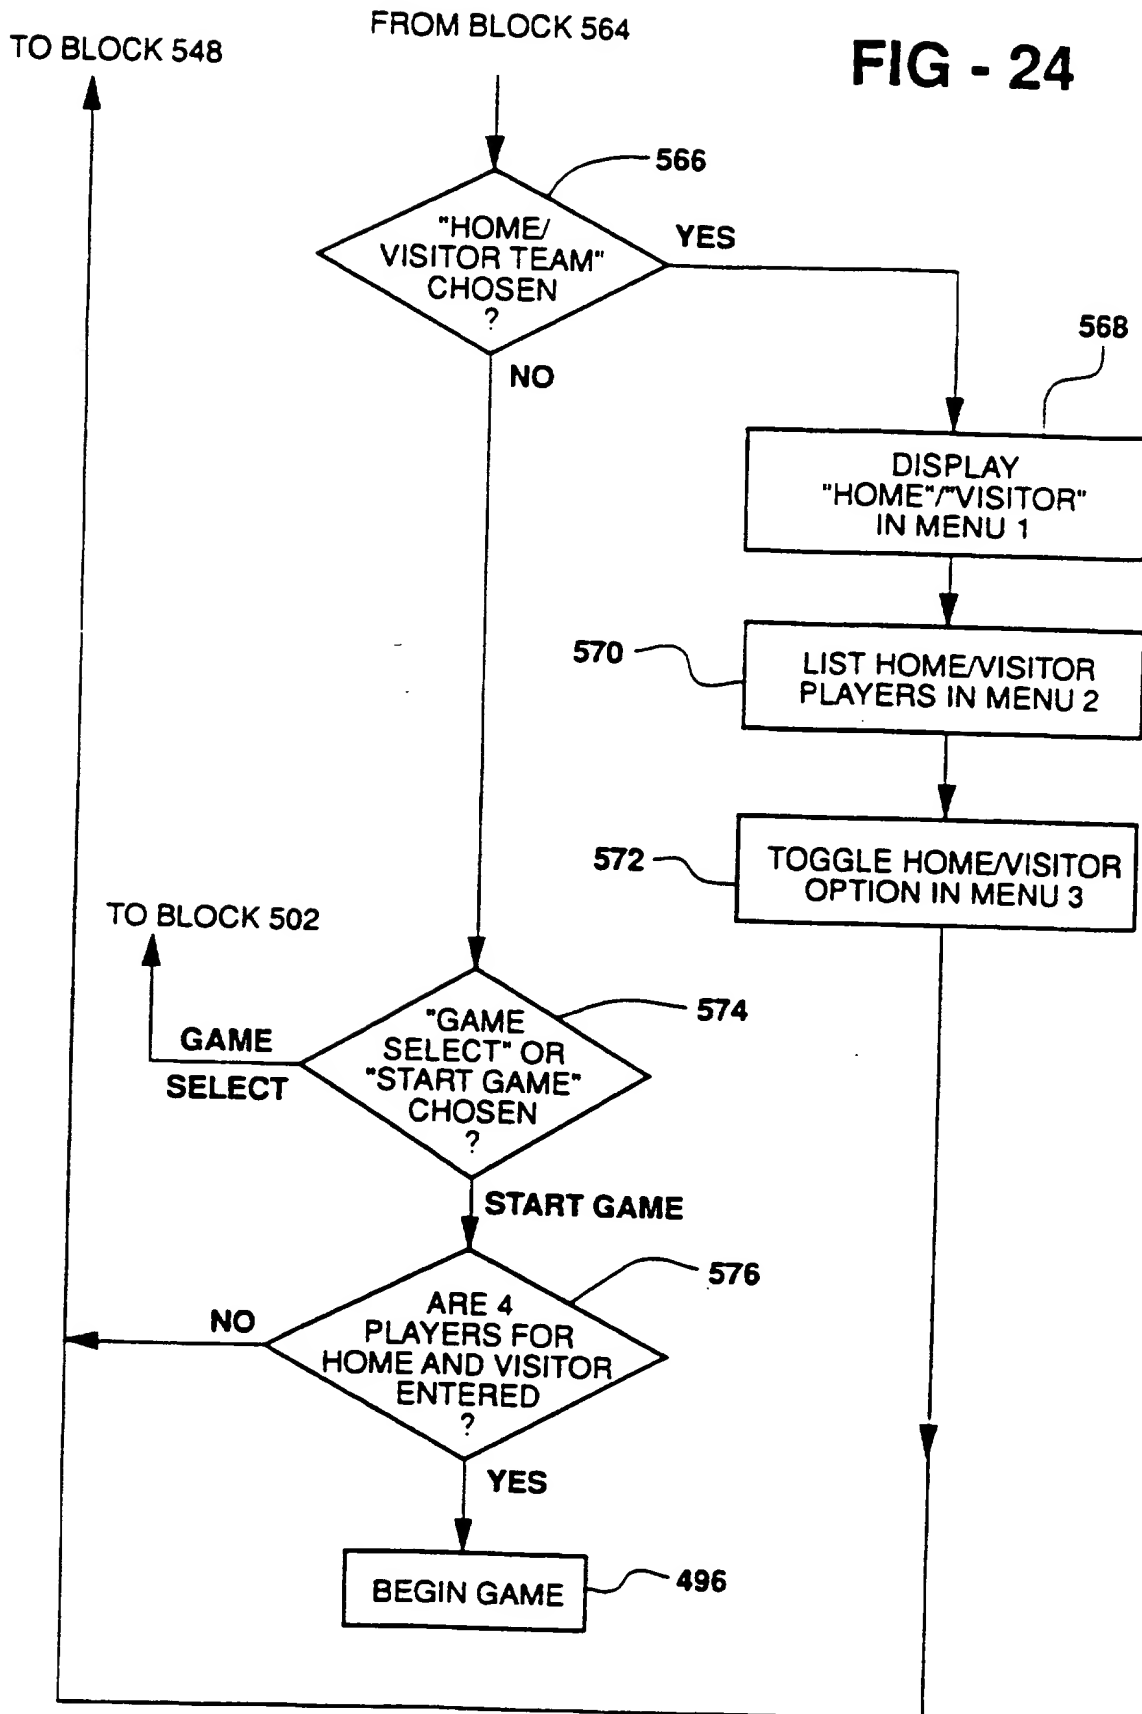 FROM BLOCK 564
TO BLOCK 548
FIG - 24
566
"HOME/
VISITOR TEAM"
CHOSEN
?
YES
NO
568
DISPLAY
"HOME"/"VISITOR"
IN MENU 1
570
LIST HOME/VISITOR
PLAYERS IN MENU 2
572
TOGGLE HOME/VISITOR
OPTION IN MENU 3
TO BLOCK 502
GAME
SELECT
574
"GAME
SELECT" OR
"START GAME"
CHOSEN
?
START GAME
576
ARE 4
PLAYERS FOR
HOME AND VISITOR
ENTERED
?
NO
YES
BEGIN GAME
496